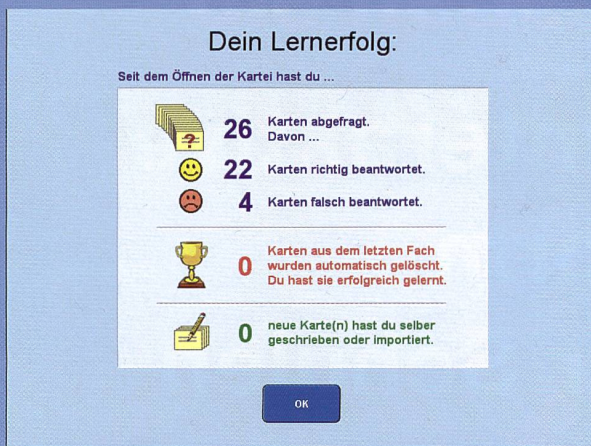 Dein Lernerfolg:
Seit dem Öffnen der Kartei hast du ...
26 Karten abgefragt.
Davon ...
22 Karten richtig beantwortet.
4 Karten falsch beantwortet.
0 Karten aus dem letzten Fach
wurden automatisch gelöscht.
Du hast sie erfolgreich gelernt.
0 neue Karte(n) hast du selber
geschrieben oder importiert.
OK